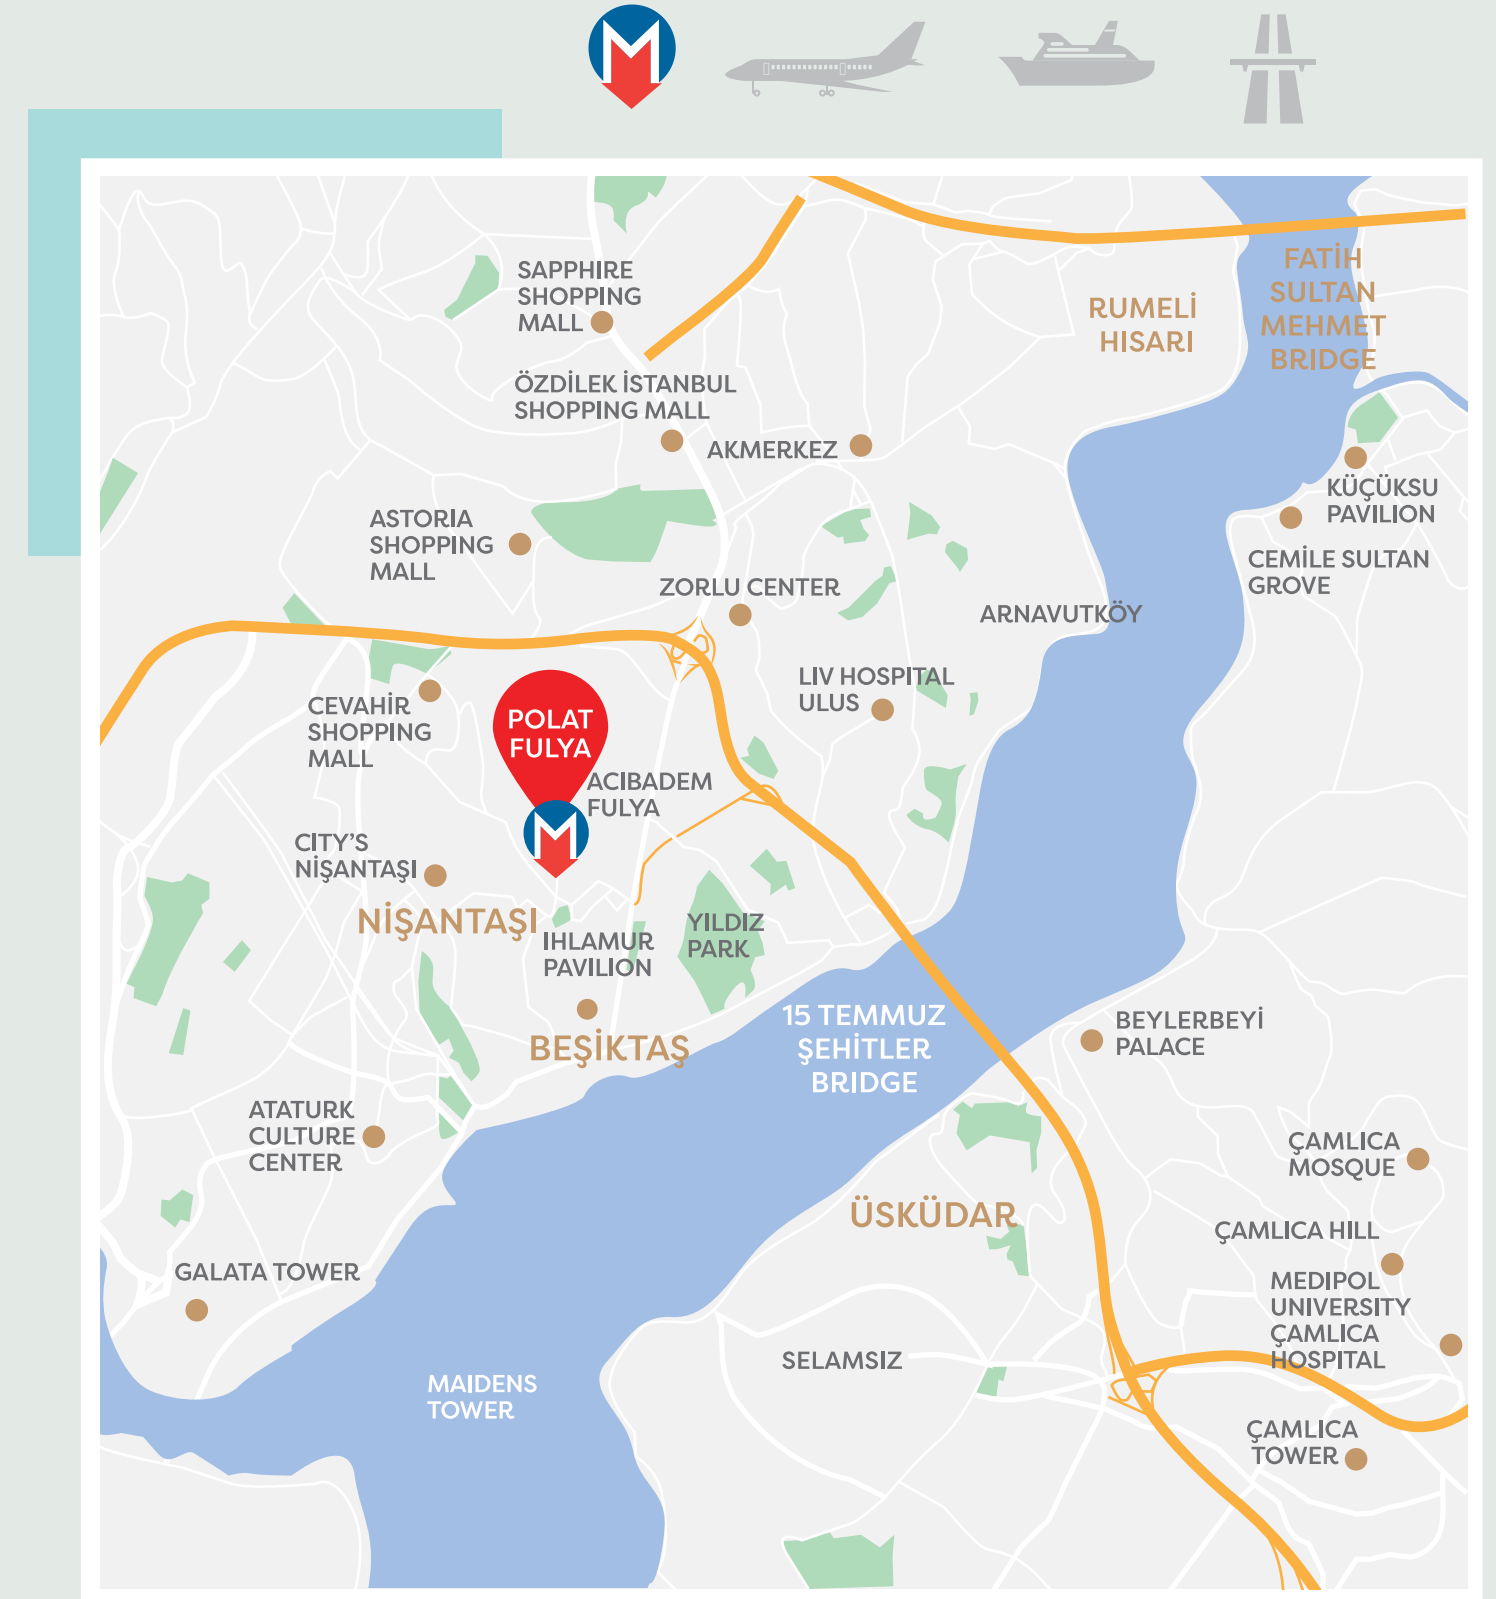 M
SAPPHIRE
SHOPPING
MALL
FATİH
SULTAN
MEHMET
BRIDGE
RUMELİ
HISARI
ÖZDİLEK İSTANBUL
SHOPPING MALL
AKMERKEZ
KÜÇÜKSU
PAVILION
ASTORIA
SHOPPING
MALL
CEMİLE SULTAN
GROVE
ZORLU CENTER
ARNAVUTKÖY
LIV HOSPITAL
ULUS
CEVAHİR
SHOPPING
MALL
POLAT
FULYA
ACIBADEM
FULYA
M
CITY'S
NİŞANTAŞI
NİŞANTAŞI
IHLAMUR
PAVILION
YILDIZ
PARK
BEŞİKTAŞ
15 TEMMUZ
ŞEHİTLER
BRIDGE
BEYLERBEYİ
PALACE
ATATURK
CULTURE
CENTER
ÇAMLICA
MOSQUE
ÜSKÜDAR
ÇAMLICA HILL
GALATA TOWER
MEDIPOL
UNIVERSITY
ÇAMLICA
HOSPITAL
SELAMSIZ
MAIDENS
TOWER
ÇAMLICA
TOWER